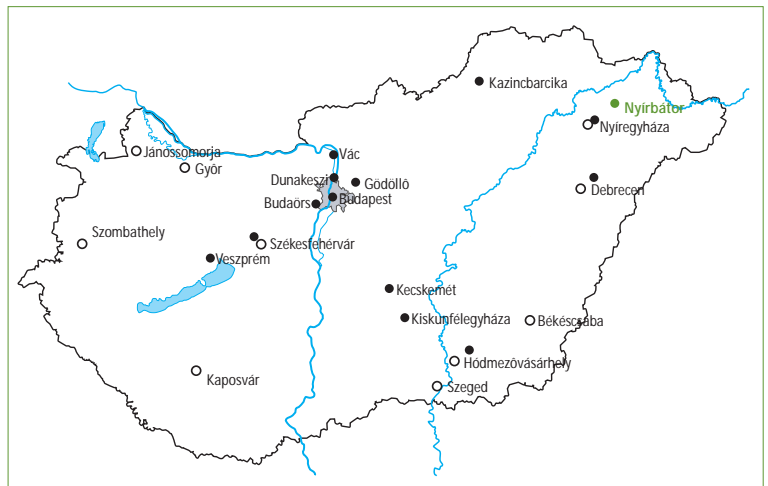 Kazincbarcika
Nyírbátor
Nyíregyháza
Jánossomorja
Vác
Győr
Dunakeszi
Gödöllő
Debrecen
Budapest
Budaörs
Szombathely
Székesfehérvár
Veszprém
Kecskemét
Kiskunfélegyháza
Békéscsaba
Hódmezővásárhely
Kaposvár
Szeged